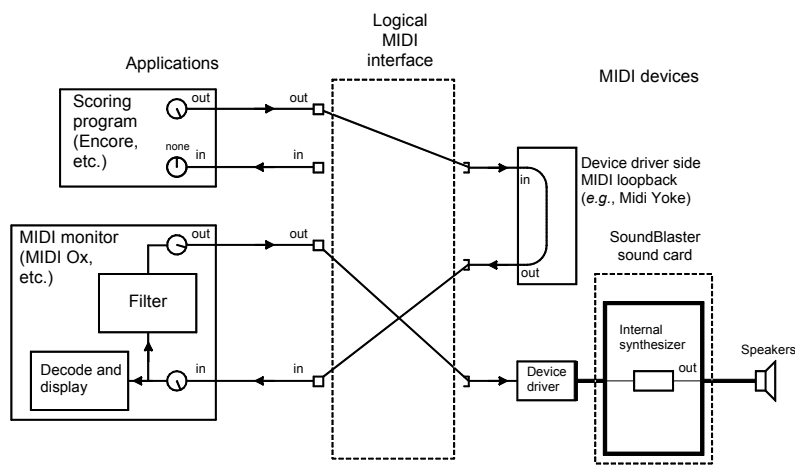 Logical
MIDI
interface
Applications
MIDI devices
Scoring
program
(Encore,
etc.)
out
out
none
in
in
in
out
Device driver side
MIDI loopback
(e.g., Midi Yoke)
MIDI monitor
(MIDI Ox,
etc.)
out
out
SoundBlaster
sound card
Filter
Internal
synthesizer
out
Speakers
Decode and
display
in
in
Device
driver